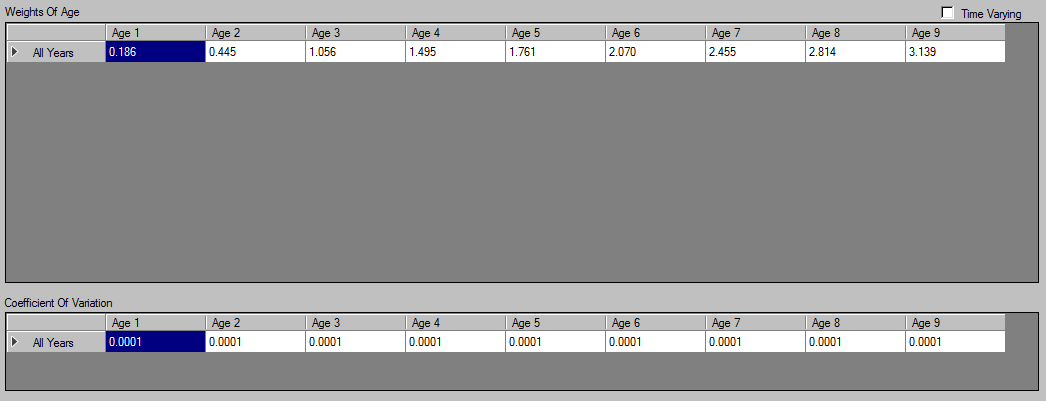 Weights Of Age Time Varying
Age 1 Age 2 Age 3 Age 4 Age 5 Age 6 Age 7 Age 8 Age 9
All Years 0.186 0.445 1.056 1.495 1.761 2.070 2.455 2.814 3.139
Coefficient Of Variation
Age 1 Age 2 Age 3 Age 4 Age 5 Age 6 Age 7 Age 8 Age 9
All Years 0.0001 0.0001 0.0001 0.0001 0.0001 0.0001 0.0001 0.0001 0.0001